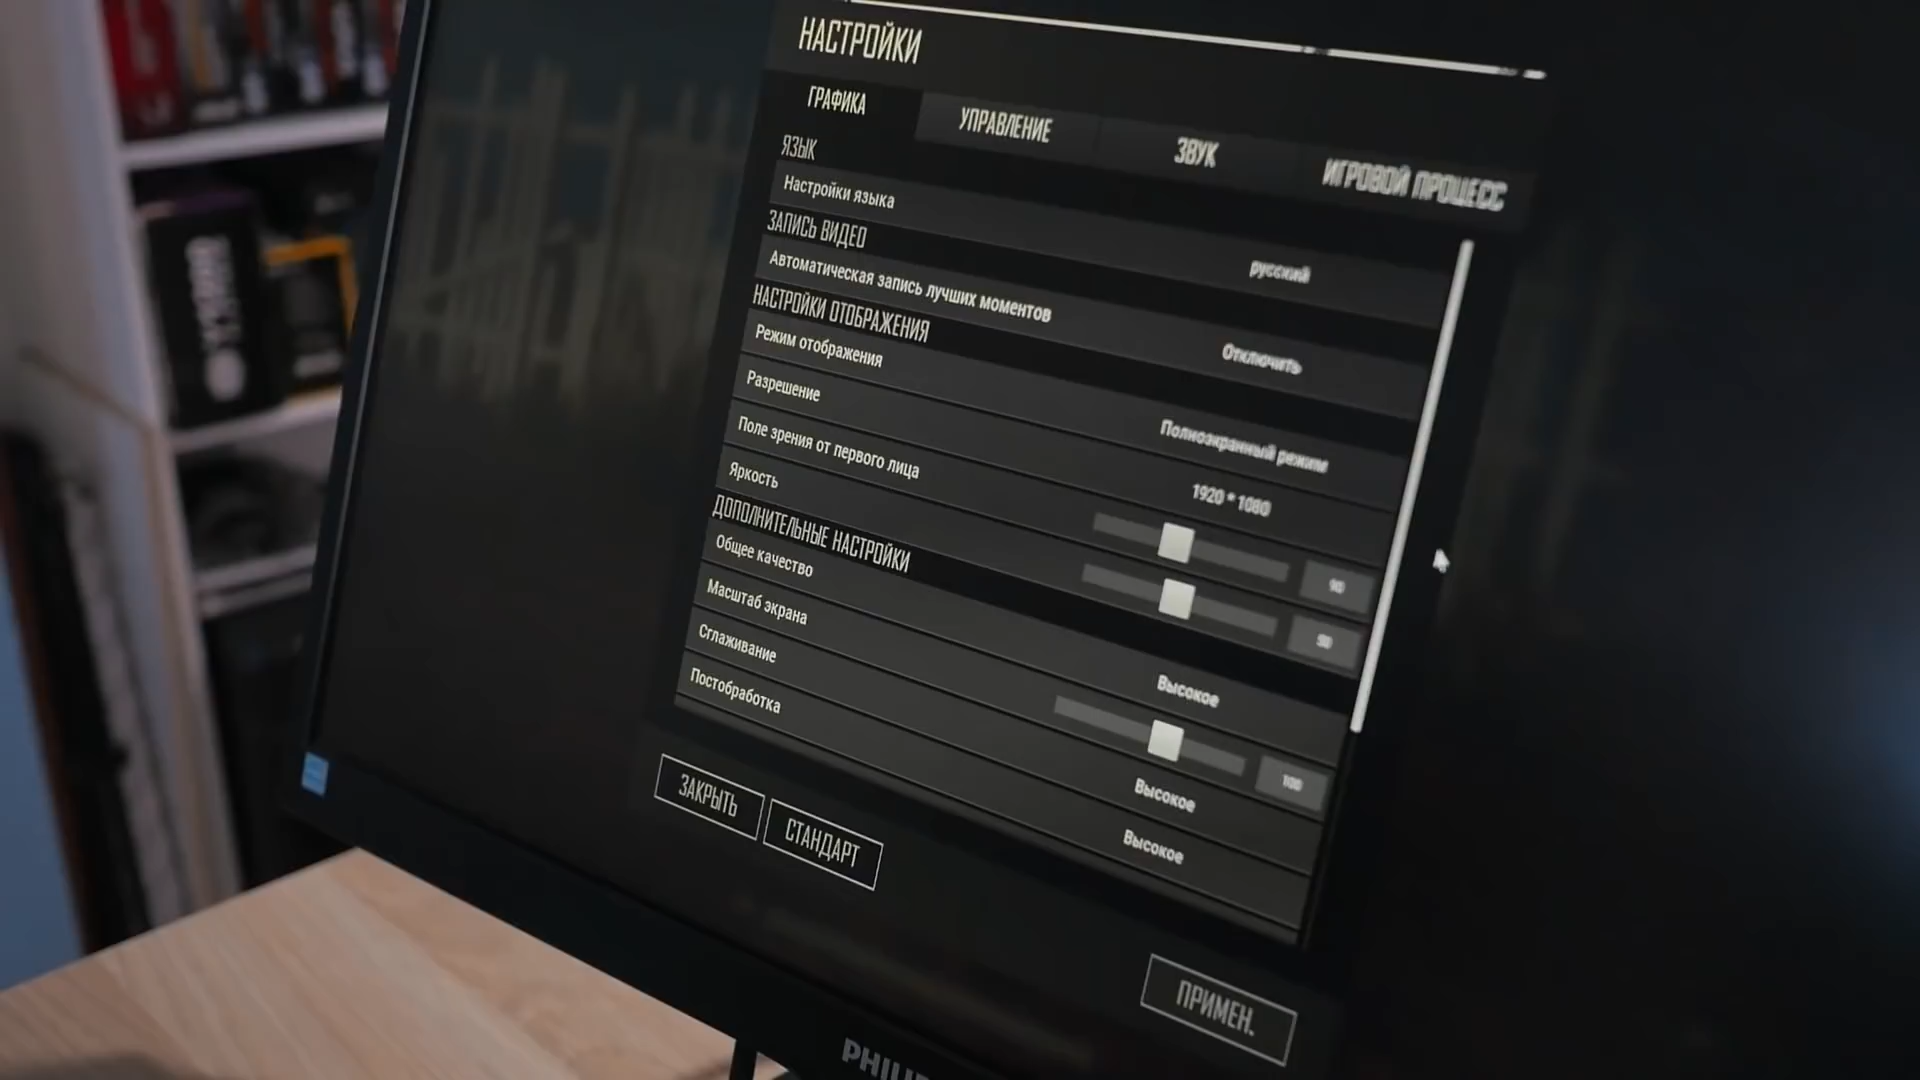 НАСТРОЙКИ
ГРАФИКА
УПРАВЛЕНИЕ
ЗВУК
ИГРОВОЙ ПРОЦЕСС
ЯЗЫК
Настройки языка
русский
ЗАПИСЬ ВИДЕО
Автоматическая запись лучших моментов
Отключить
НАСТРОЙКИ ОТОБРАЖЕНИЯ
Режим отображения
Полноэкранный режим
Разрешение
1920 * 1080
Поле зрения от первого лица
90
Яркость
50
ДОПОЛНИТЕЛЬНЫЕ НАСТРОЙКИ
Общее качество
Высокое
Масштаб экрана
100
Сглаживание
Высокое
Постобработка
Высокое
ЗАКРЫТЬ
СТАНДАРТ
ПРИМЕН.